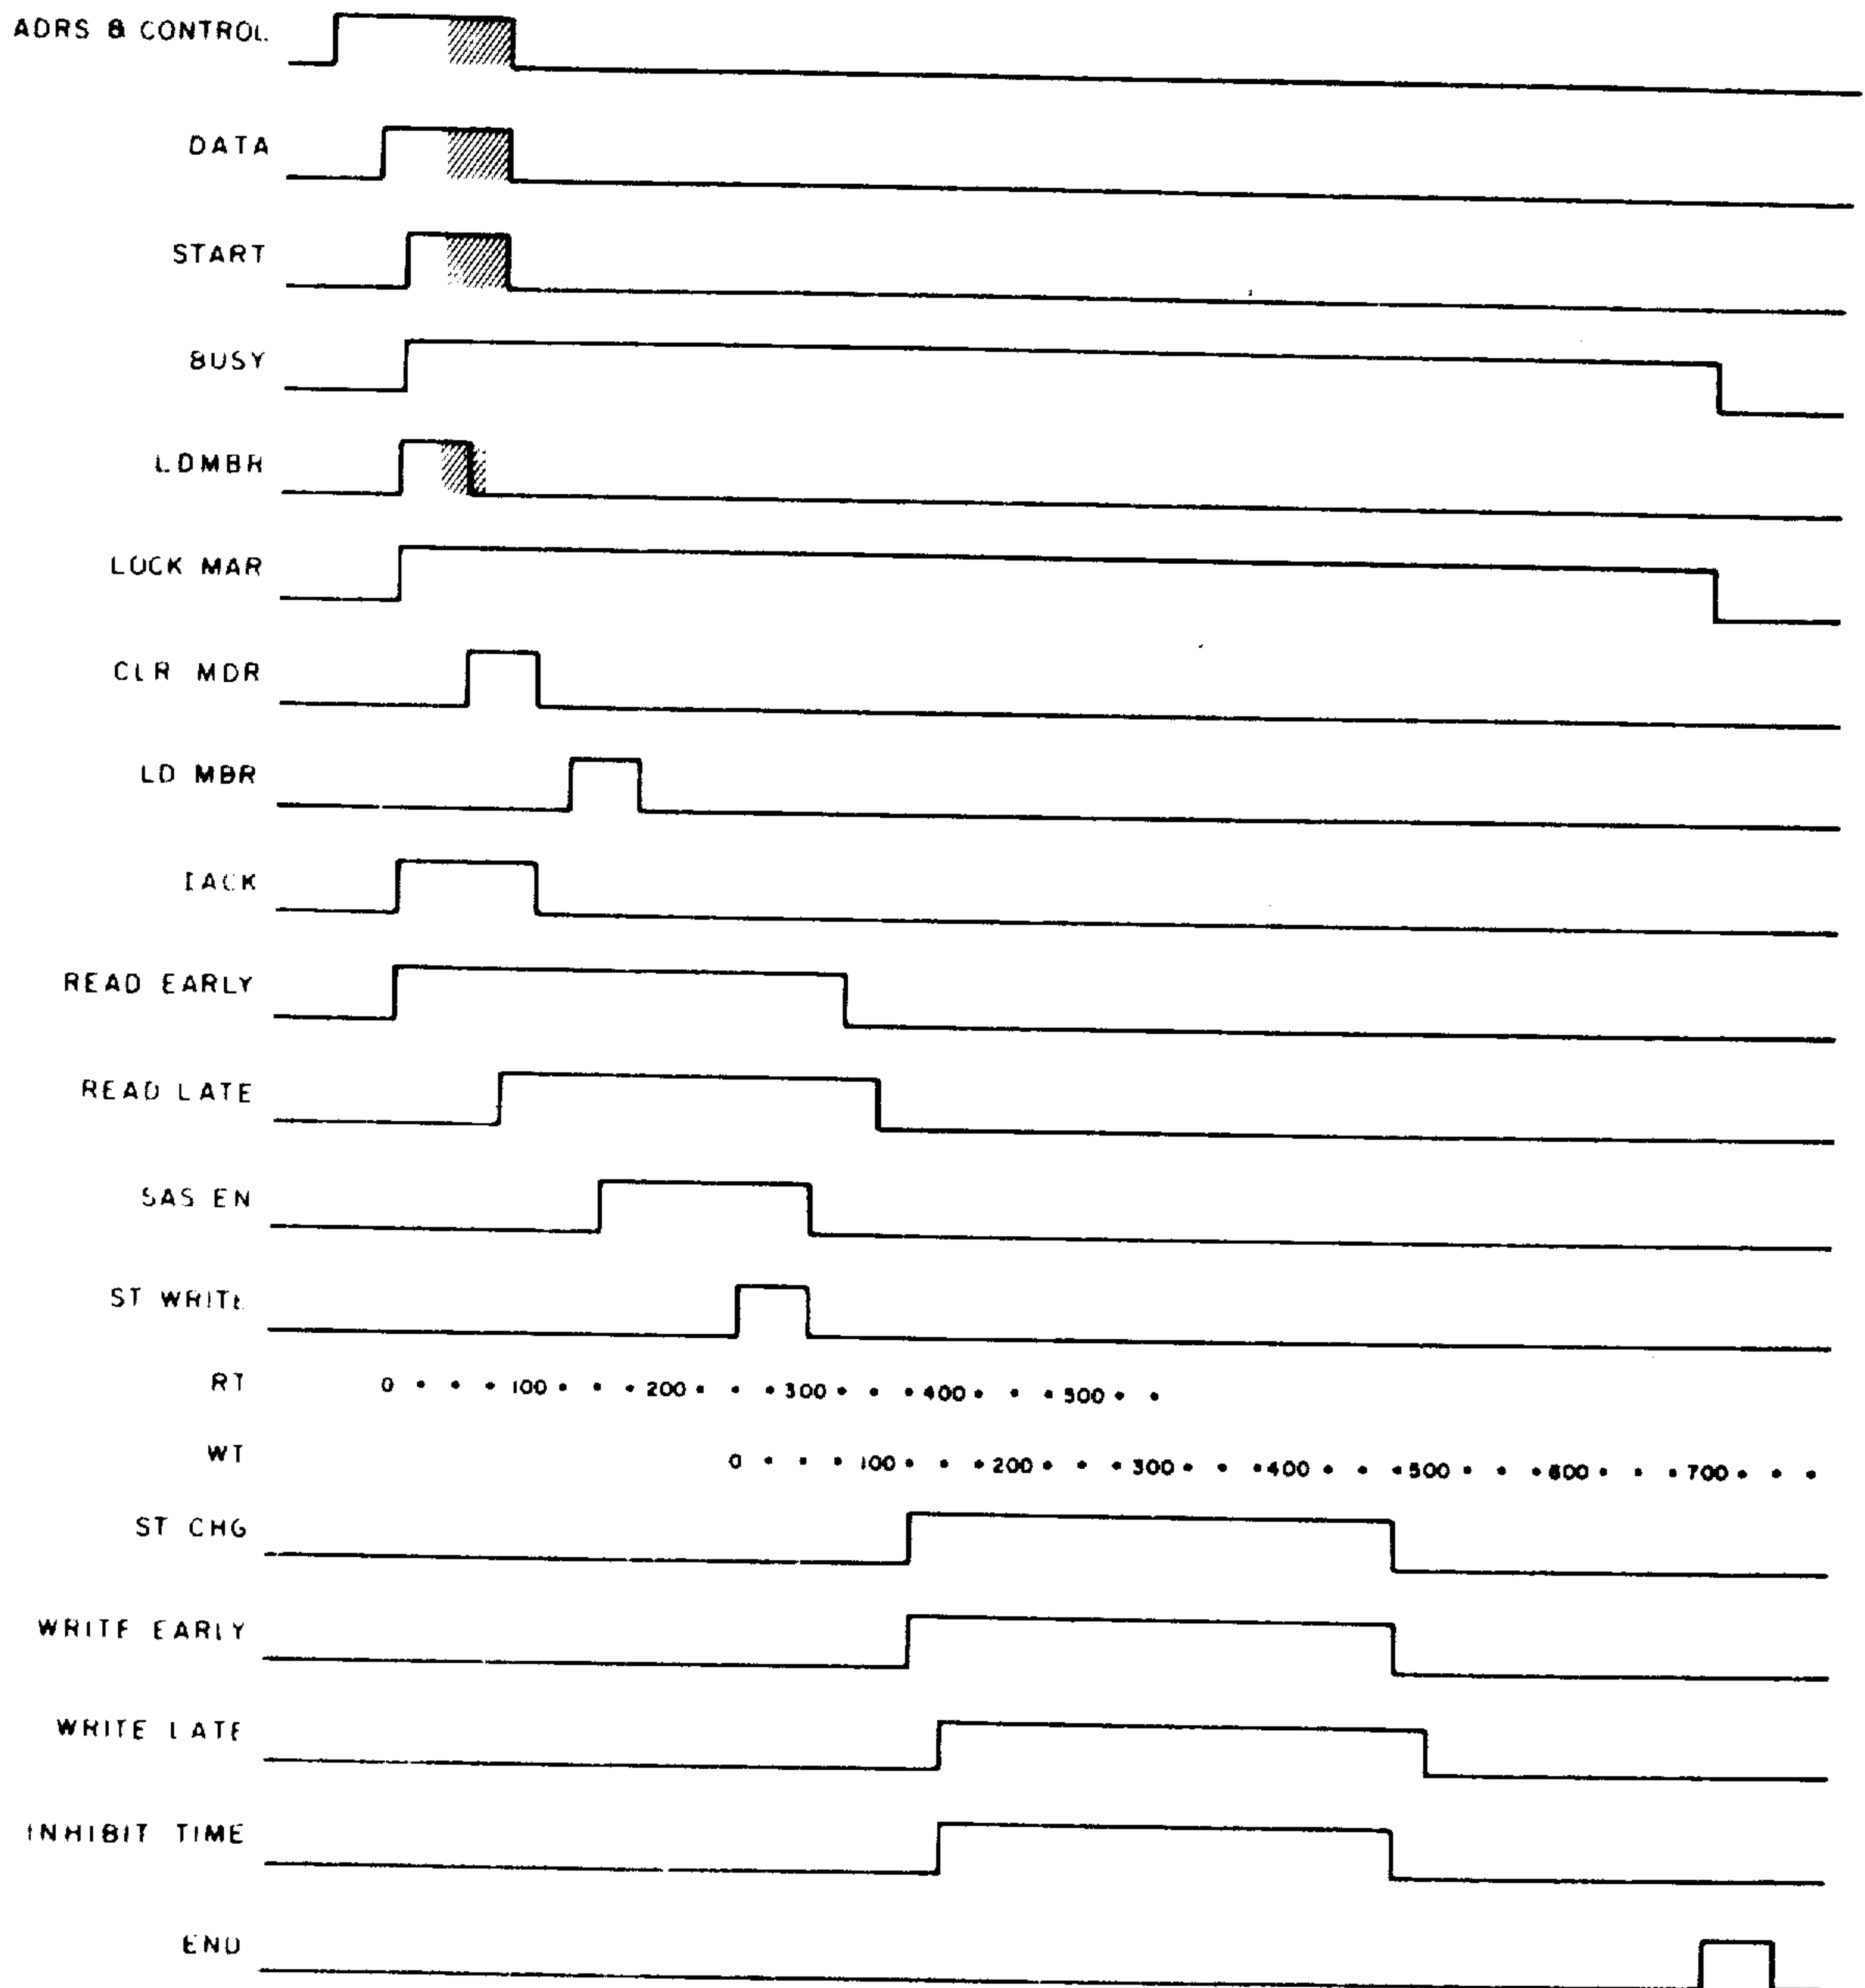 ADRS & CONTROL
DATA
START
BUSY
LDMBR
LOCK MAR
CLR MDR
LD MBR
IACK
READ EARLY
READ LATE
SAS EN
ST WRITE
RT 0 • • • 100 • • • 200 • • • 300 • • • 400 • • • 500 • •
WT 0 • • • 100 • • • 200 • • • 300 • • • 400 • • • 500 • • • 600 • • • 700 • • •
ST CHG
WRITE EARLY
WRITE LATE
INHIBIT TIME
END